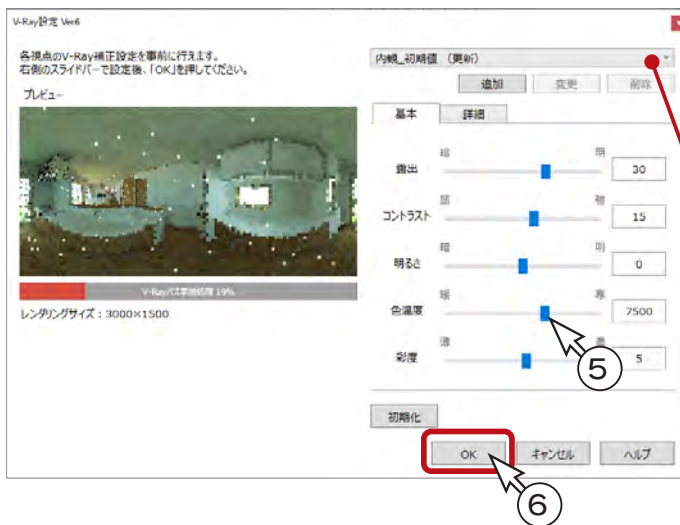 V-Ray設定 Ver6
各視点のV-Ray補正設定を事前に行えます。
右側のスライドバーで設定後、「OK」を押してください。
プレビュー
V-Rayパス事前処理 19%
レンダリングサイズ：3000×1500
内観_初期値 （更新）
追加 変更 削除
基本 詳細
露出 暗 明 30
コントラスト 弱 強 15
明るさ 暗 明 0
色温度 暖 寒 7500
彩度 薄 濃 5
⑤
初期化
OK キャンセル ヘルプ
⑥